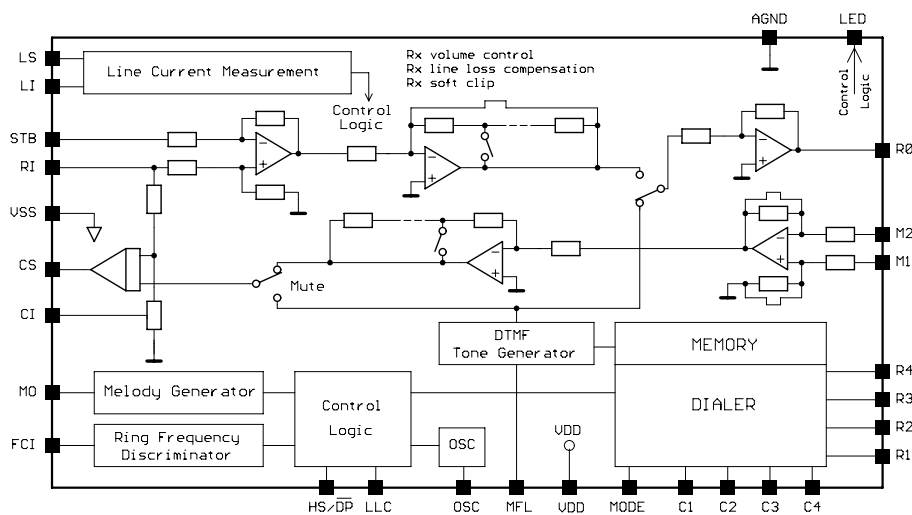 AGND
LED
LS
LI
Line Current Measurement
Control
Logic
Rx volume control
Rx line loss compensation
Rx soft clip
Control
Logic
STB
RI
VSS
CS
CI
MO
FCI
RO
M2
M1
R4
R3
R2
R1
Mute
DTMF
Tone Generator
MEMORY
DIALER
Melody Generator
Control
Logic
Ring Frequency
Discriminator
OSC
VDD
HS/DP
LLC
OSC
MFL
VDD
MODE
C1
C2
C3
C4